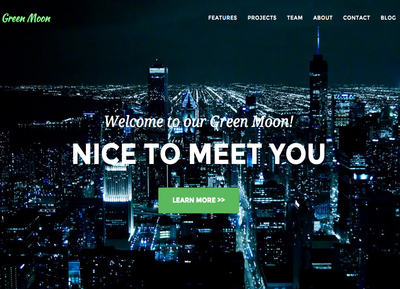 Green Moon
FEATURES PROJECTS TEAM ABOUT CONTACT BLOG
Welcome to our Green Moon!
NICE TO MEET YOU
LEARN MORE >>